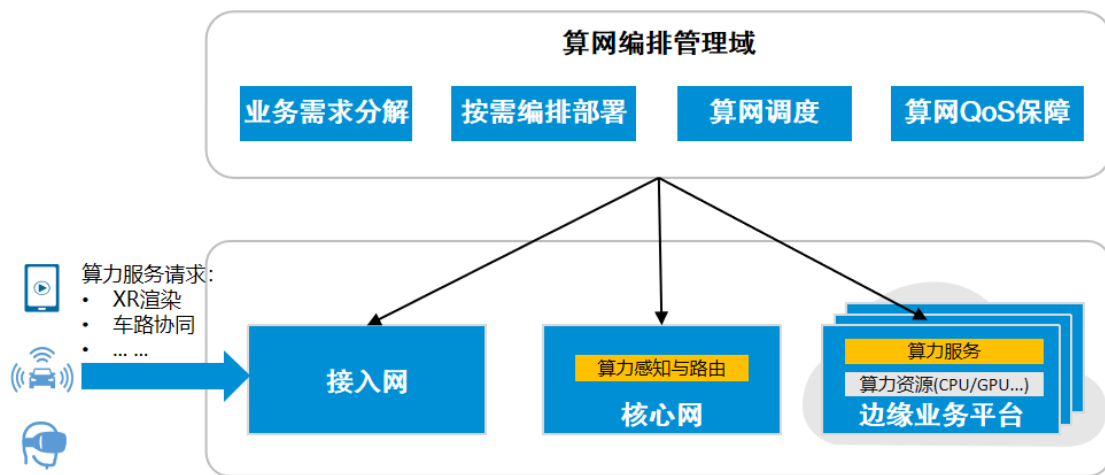 算网编排管理域
业务需求分解
按需编排部署
算网调度
算网QoS保障
算力服务请求:
• XR渲染
• 车路协同
• ... ...
接入网
算力感知与路由
核心网
算力服务
算力资源(CPU/GPU...)
边缘业务平台